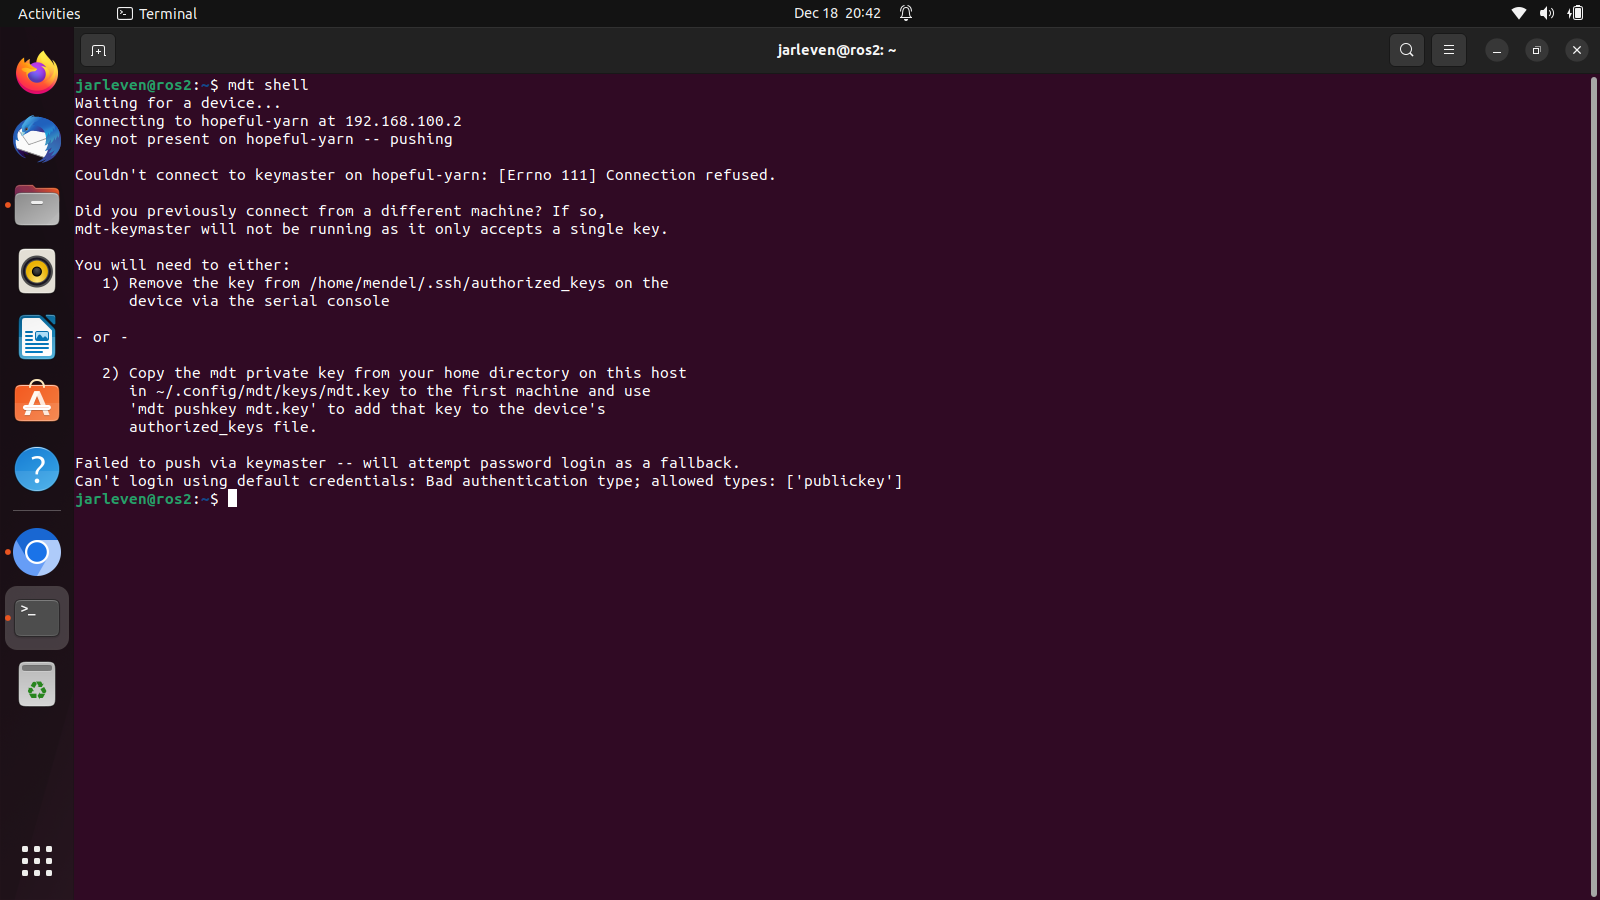 Activities
Terminal
Dec 18 20:42
jarleven@ros2: ~
jarleven@ros2:~$ mdt shell
Waiting for a device...
Connecting to hopeful-yarn at 192.168.100.2
Key not present on hopeful-yarn -- pushing
Couldn't connect to keymaster on hopeful-yarn: [Errno 111] Connection refused.
Did you previously connect from a different machine? If so,
mdt-keymaster will not be running as it only accepts a single key.
You will need to either:
1) Remove the key from /home/mendel/.ssh/authorized_keys on the
device via the serial console
- or -
2) Copy the mdt private key from your home directory on this host
in ~/.config/mdt/keys/mdt.key to the first machine and use
'mdt pushkey mdt.key' to add that key to the device's
authorized_keys file.
Failed to push via keymaster -- will attempt password login as a fallback.
Can't login using default credentials: Bad authentication type; allowed types: ['publickey']
jarleven@ros2:~$